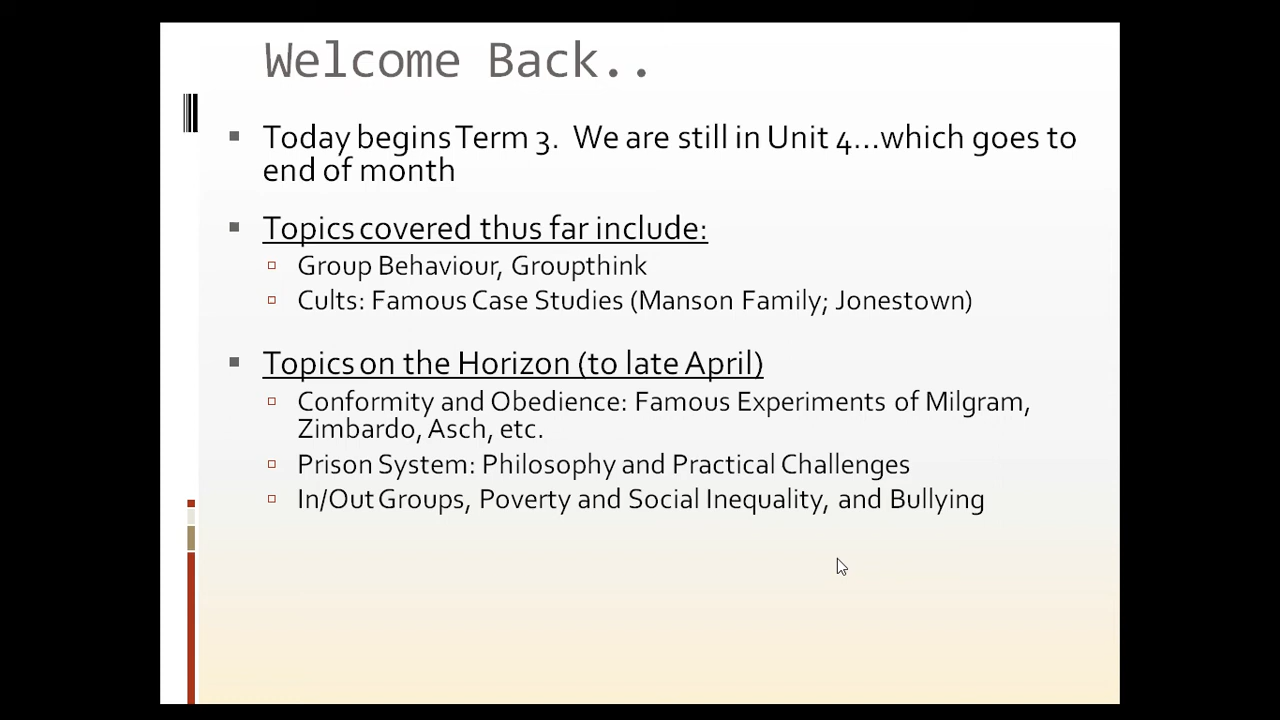 Welcome Back..
Today begins Term 3.  We are still in Unit 4...which goes to
end of month
Topics covered thus far include:
Group Behaviour, Groupthink
Cults: Famous Case Studies (Manson Family; Jonestown)
Topics on the Horizon (to late April)
Conformity and Obedience: Famous Experiments of Milgram,
Zimbardo, Asch, etc.
Prison System: Philosophy and Practical Challenges
In/Out Groups, Poverty and Social Inequality, and Bullying